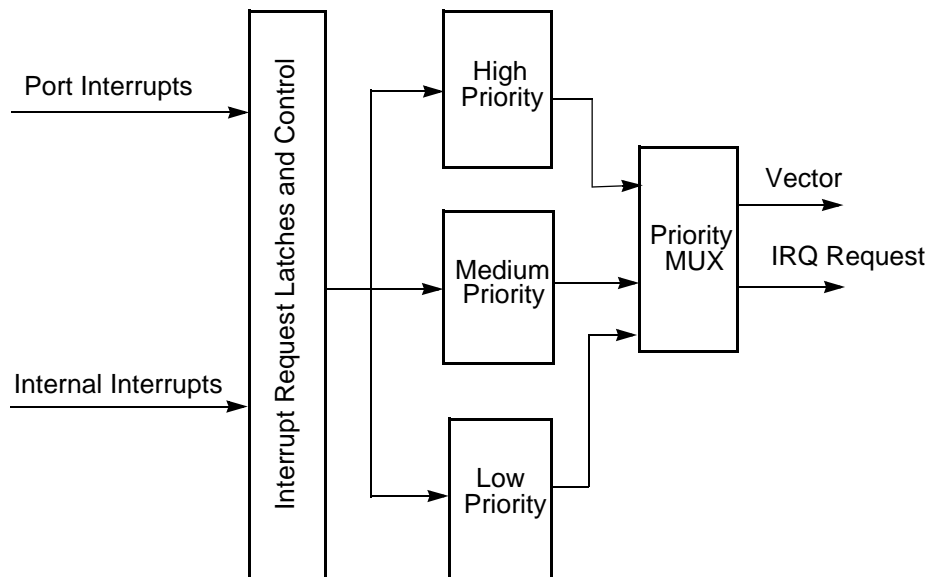 Port Interrupts
Internal Interrupts
Interrupt Request Latches and Control
High
Priority
Medium
Priority
Low
Priority
Priority
MUX
Vector
IRQ Request